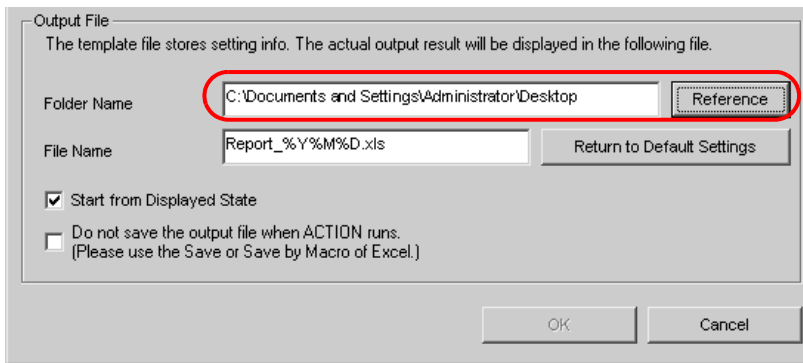 Output File
The template file stores setting info. The actual output result will be displayed in the following file.
Folder Name
C:\Documents and Settings\Administrator\Desktop
Reference
File Name
Report_%Y%M%D.xls
Return to Default Settings
Start from Displayed State
Do not save the output file when ACTION runs.
(Please use the Save or Save by Macro of Excel.)
OK
Cancel